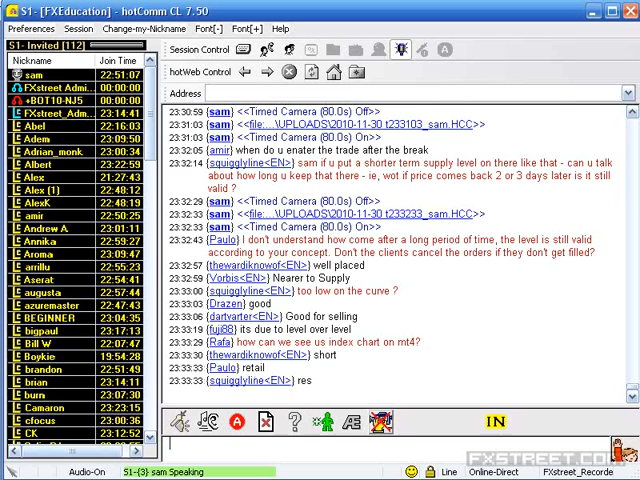 S1- [FXEducation] - hotComm CL 7.50
Preferences Session Change-my-Nickname Font[-] Font[+] Help
S1- Invited [112]
Nickname Join Time
sam 22:51:07
FXstreet Admi... 00:00:00
+BOT10-NJ5 00:00:00
FXstreet_Adm... 23:14:41
Abel 22:16:03
Adem 23:09:50
Adrian_monk 23:00:34
Albert 23:22:59
Alex 21:27:43
Alex (1) 22:48:12
AlexK 22:48:19
amir 22:50:25
Andrew A 23:01:11
Annika 22:59:27
Aroma 09:09:47
arrillu 22:55:23
Aserat 22:54:41
augusta 22:55:32
azuremaster 22:54:47
BEGINNER 23:04:35
bigpaul 23:11:37
Bill W 23:07:20
Boykie 19:54:28
brandon 22:51:49
brian 23:14:11
burn 23:07:30
Camaron 23:23:15
cfocus 23:00:36
CK 23:12:52
Session Control
hotWeb Control
Address
23:30:59 {sam} <<Timed Camera (80.0s) Off>>
23:31:03 {sam} <<file:...\UPLOADS\2010-11-30 t233103_sam.HCC>>
23:31:03 {sam} <<Timed Camera (80.0s) On>>
23:32:05 {amir} when do u enater the trade after the break
23:32:14 {squigglyline<EN>} sam if u put a shorter term supply level on there like that - can u talk
about how long u keep that there - ie, wot if price comes back 2 or 3 days later is it still
valid ?
23:32:29 {sam} <<Timed Camera (80.0s) Off>>
23:32:33 {sam} <<file:...\UPLOADS\2010-11-30 t233233_sam.HCC>>
23:32:33 {sam} <<Timed Camera (80.0s) On>>
23:32:43 {Paulo} I don't understand how come after a long period of time, the level is still valid
according to your concept. Don't the clients cancel the orders if they don't get filled?
23:32:57 {thewardiknowof<EN>} well placed
23:32:59 {Vorbis<EN>} Nearer to Supply
23:33:00 {squigglyline<EN>} too low on the curve ?
23:33:03 {Drazen} good
23:33:06 {dartvarter<EN>} Good for selling
23:33:19 {fuji88} its due to level over level
23:33:29 {Rafa} how can we see us index chart on mt4?
23:33:30 {thewardiknowof<EN>} short
23:33:33 {Paulo} retail
23:33:33 {squigglyline<EN>} res
A ? Æ IN
FXSTREET.COM
Audio-On S1-{3} sam Speaking Line Online-Direct FXstreet_Recorde